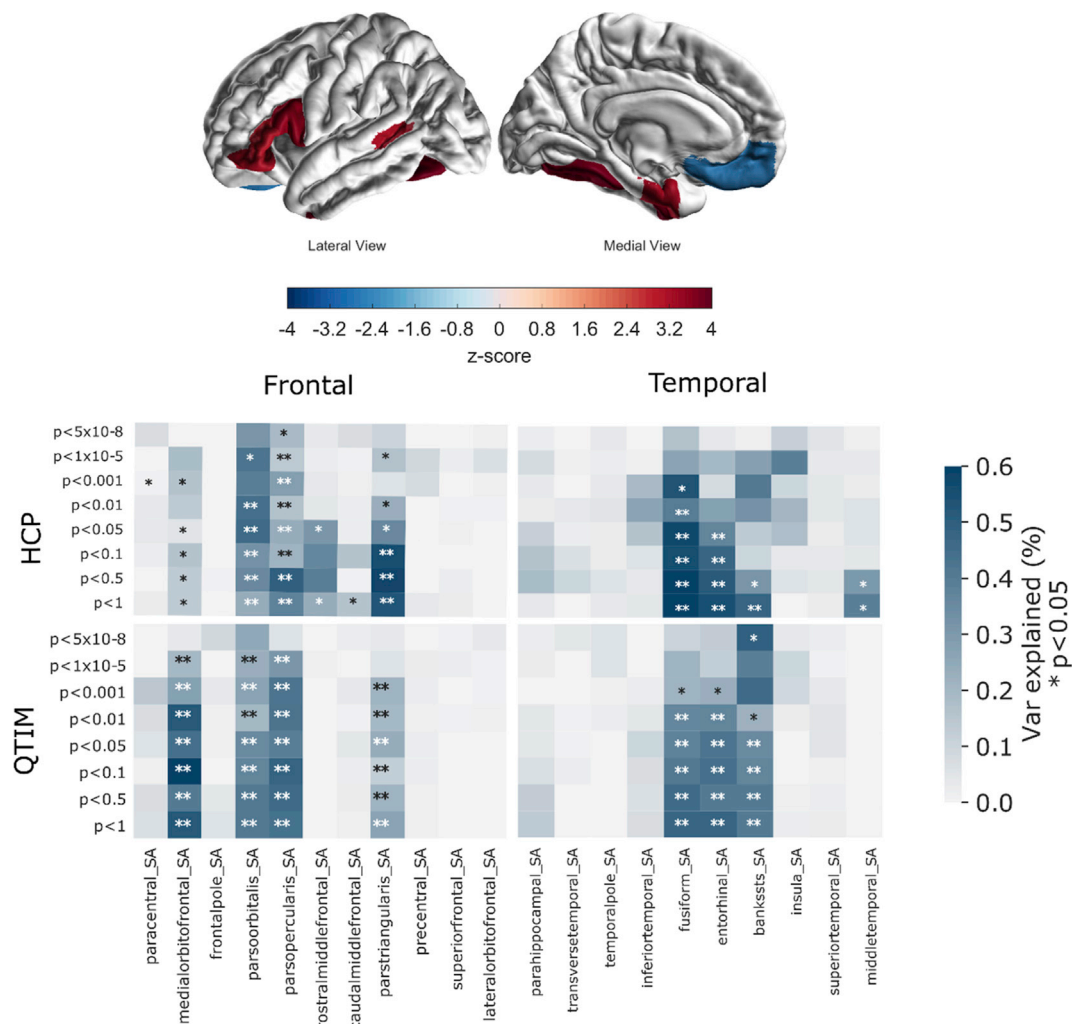 Lateral View
Medial View
-4 -3.2 -2.4 -1.6 -0.8 0 0.8 1.6 2.4 3.2 4
z-score
Frontal
Temporal
HCP
p<5x10-8
*
p<1x10-5
* ** *
p<0.001
* * ** *
p<0.01
** ** * **
p<0.05
* ** ** * * ** **
p<0.1
* ** ** ** ** **
p<0.5
* ** ** ** ** ** * *
p<1
* ** ** * * ** ** ** ** *
QTIM
p<5x10-8
*
p<1x10-5
** ** **
p<0.001
** ** ** ** * *
p<0.01
** ** ** ** ** ** *
p<0.05
** ** ** ** ** ** **
p<0.1
** ** ** ** ** ** **
p<0.5
** ** ** ** ** ** **
p<1
** ** ** ** ** ** **
paracentral_SA
medialorbitofrontal_SA
frontalpole_SA
parsoorbitalis_SA
parsopercularis_SA
rostralmiddlefrontal_SA
caudalmiddlefrontal_SA
parstriangularis_SA
precentral_SA
superiorfrontal_SA
lateralorbitofrontal_SA
parahippocampal_SA
transversetemporal_SA
temporalpole_SA
inferiortemporal_SA
fusiform_SA
entorhinal_SA
bankssts_SA
insula_SA
superiortemporal_SA
middletemporal_SA
0.6
0.5
0.4
0.3
0.2
0.1
0.0
Var explained (%)
* p<0.05